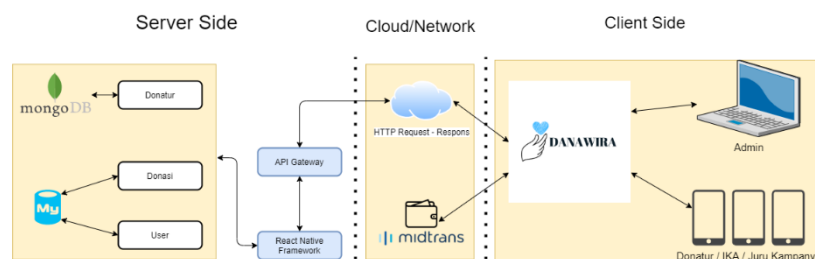 Server Side
Cloud/Network
Client Side
mongoDB
Donatur
Donasi
My
User
API Gateway
React Native
Framework
HTTP Request - Respons
midtrans
DANAWIRA
Admin
Donatur / IKA / Juru Kampany